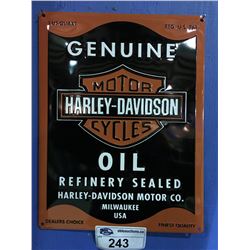 GENUINE
MOTOR
HARLEY-DAVIDSON
CYCLES
OIL
REFINERY SEALED
HARLEY-DAVIDSON MOTOR CO.
MILWAUKEE
USA
DEALERS CHOICE
FINEST QUALITY
243